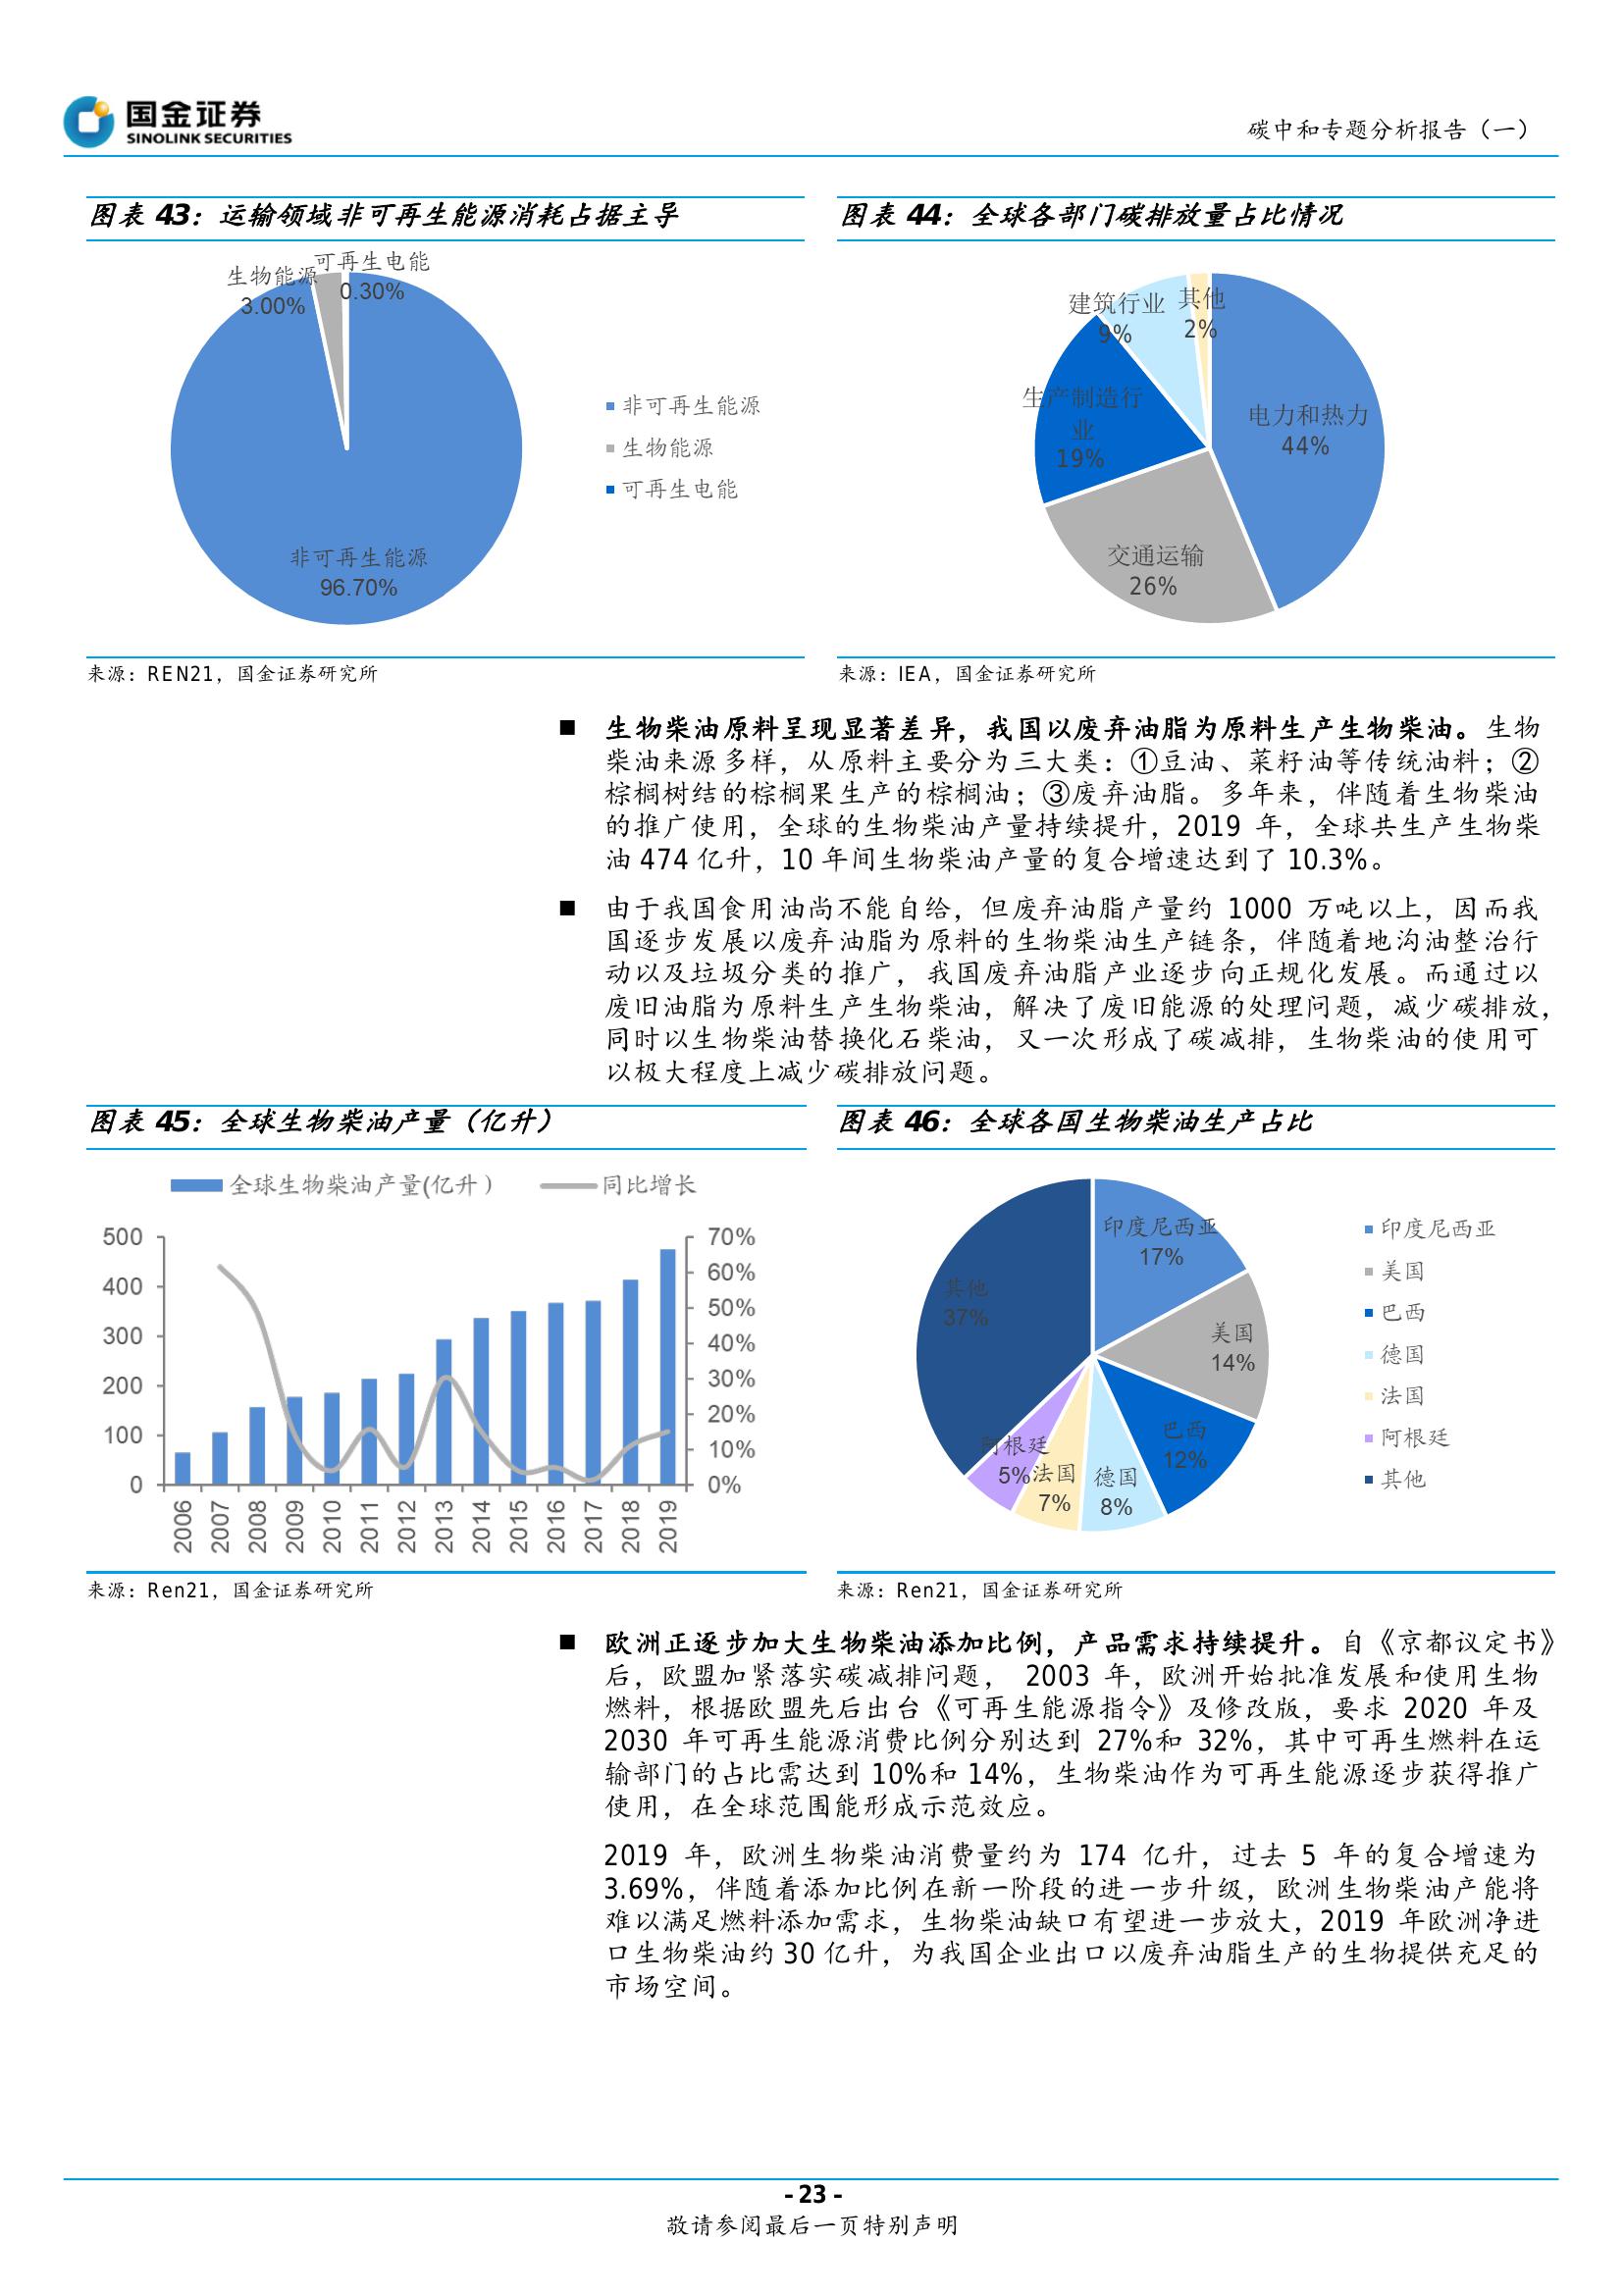 国金证券
SINOLINK SECURITIES
碳中和专题分析报告（一）
图表 43：运输领域非可再生能源消耗占据主导
生物能源
3.00%
可再生电能
0.30%
非可再生能源
96.70%
非可再生能源
生物能源
可再生电能
来源：REN21，国金证券研究所
图表 44：全球各部门碳排放量占比情况
建筑行业
9%
其他
2%
生产制造行
业
19%
电力和热力
44%
交通运输
26%
来源：IEA，国金证券研究所
■ 生物柴油原料呈现显著差异，我国以废弃油脂为原料生产生物柴油。生物
柴油来源多样，从原料主要分为三大类：①豆油、菜籽油等传统油料；②
棕榈树结的棕榈果生产的棕榈油；③废弃油脂。多年来，伴随着生物柴油
的推广使用，全球的生物柴油产量持续提升，2019 年，全球共生产生物柴
油 474 亿升，10 年间生物柴油产量的复合增速达到了 10.3%。
■ 由于我国食用油尚不能自给，但废弃油脂产量约 1000 万吨以上，因而我
国逐步发展以废弃油脂为原料的生物柴油生产链条，伴随着地沟油整治行
动以及垃圾分类的推广，我国废弃油脂产业逐步向正规化发展。而通过以
废旧油脂为原料生产生物柴油，解决了废旧能源的处理问题，减少碳排放，
同时以生物柴油替换化石柴油，又一次形成了碳减排，生物柴油的使用可
以极大程度上减少碳排放问题。
图表 45：全球生物柴油产量（亿升）
全球生物柴油产量(亿升）
同比增长
500
400
300
200
100
0
70%
60%
50%
40%
30%
20%
10%
0%
2006
2007
2008
2009
2010
2011
2012
2013
2014
2015
2016
2017
2018
2019
来源：Ren21，国金证券研究所
图表 46：全球各国生物柴油生产占比
印度尼西亚
17%
其他
37%
美国
14%
巴西
12%
阿根廷
5%
法国
7%
德国
8%
印度尼西亚
美国
巴西
德国
法国
阿根廷
其他
来源：Ren21，国金证券研究所
■ 欧洲正逐步加大生物柴油添加比例，产品需求持续提升。自《京都议定书》
后，欧盟加紧落实碳减排问题， 2003 年，欧洲开始批准发展和使用生物
燃料，根据欧盟先后出台《可再生能源指令》及修改版，要求 2020 年及
2030 年可再生能源消费比例分别达到 27%和 32%，其中可再生燃料在运
输部门的占比需达到 10%和 14%，生物柴油作为可再生能源逐步获得推广
使用，在全球范围能形成示范效应。
2019 年，欧洲生物柴油消费量约为 174 亿升，过去 5 年的复合增速为
3.69%，伴随着添加比例在新一阶段的进一步升级，欧洲生物柴油产能将
难以满足燃料添加需求，生物柴油缺口有望进一步放大，2019 年欧洲净进
口生物柴油约 30 亿升，为我国企业出口以废弃油脂生产的生物提供充足的
市场空间。
- 23 -
敬请参阅最后一页特别声明